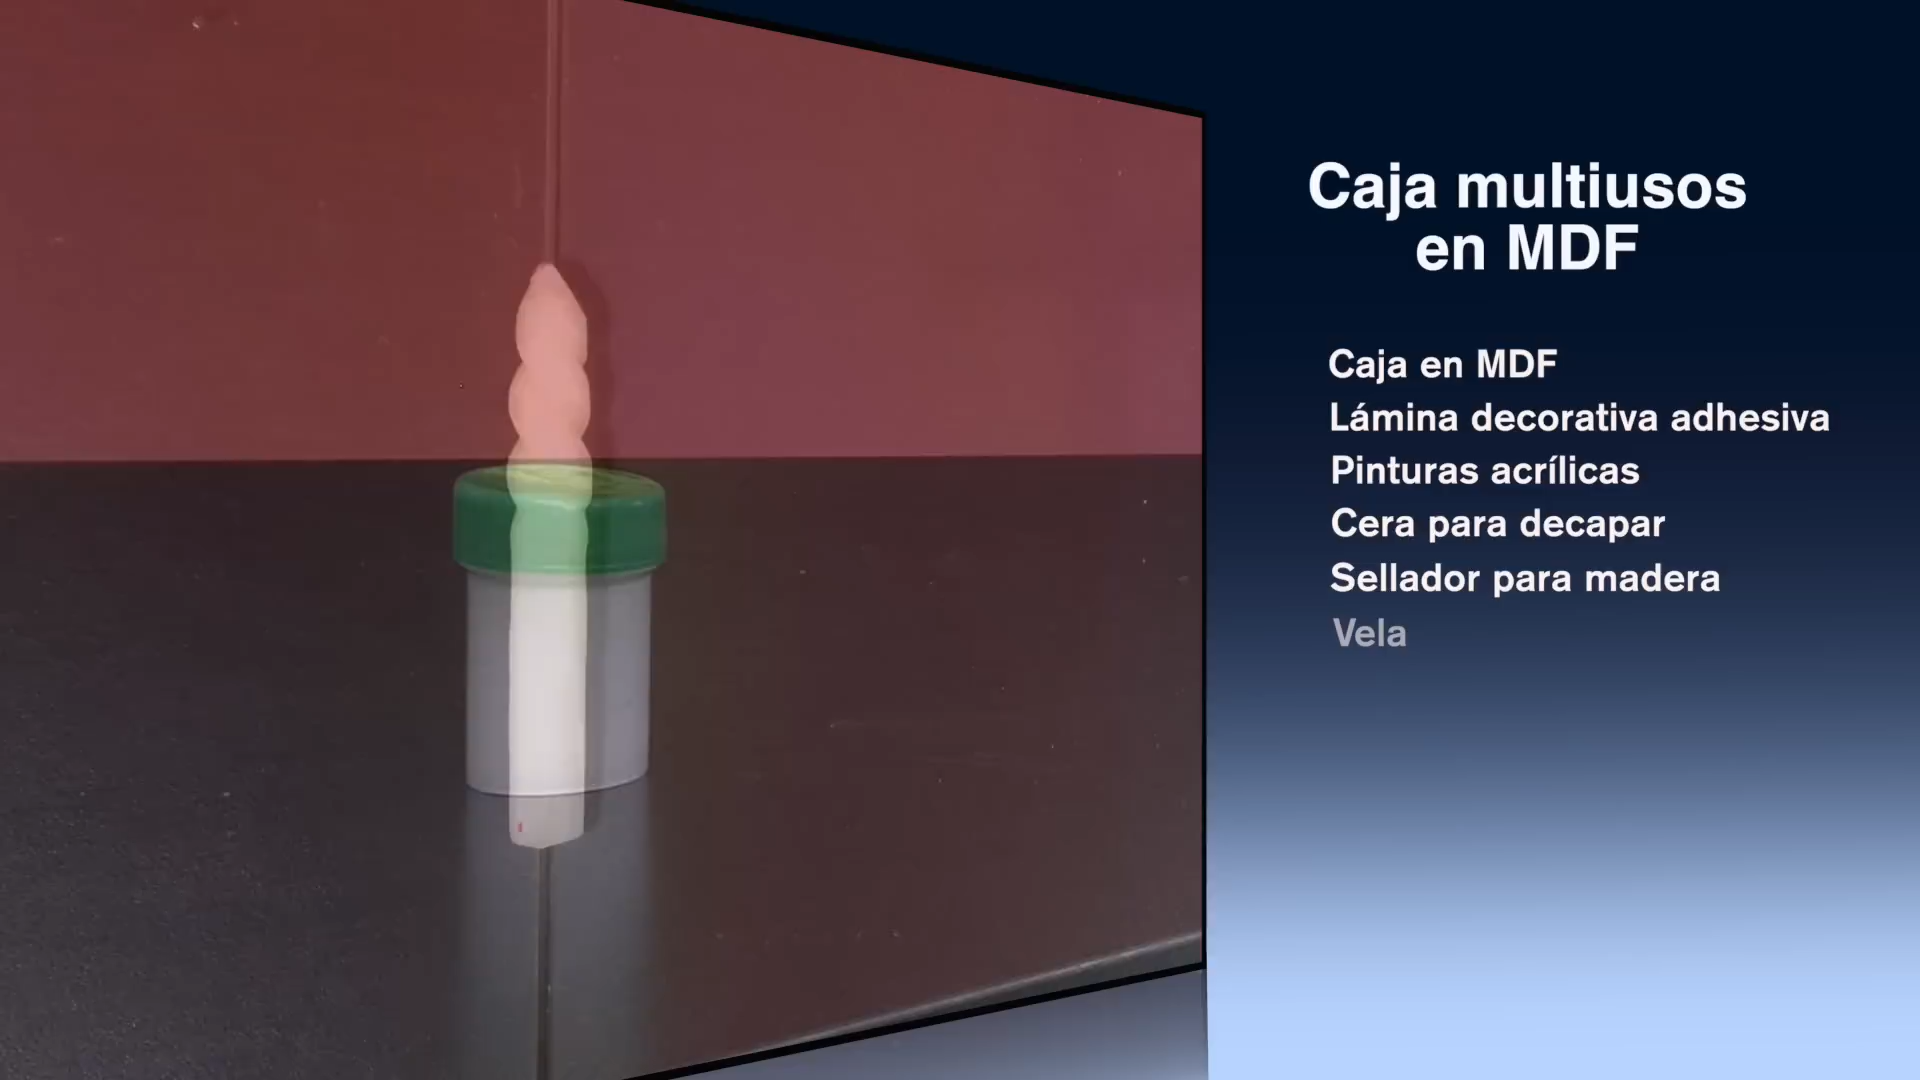 Caja multiusos
en MDF
Caja en MDF
Lámina decorativa adhesiva
Pinturas acrílicas
Cera para decapar
Sellador para madera
Vela